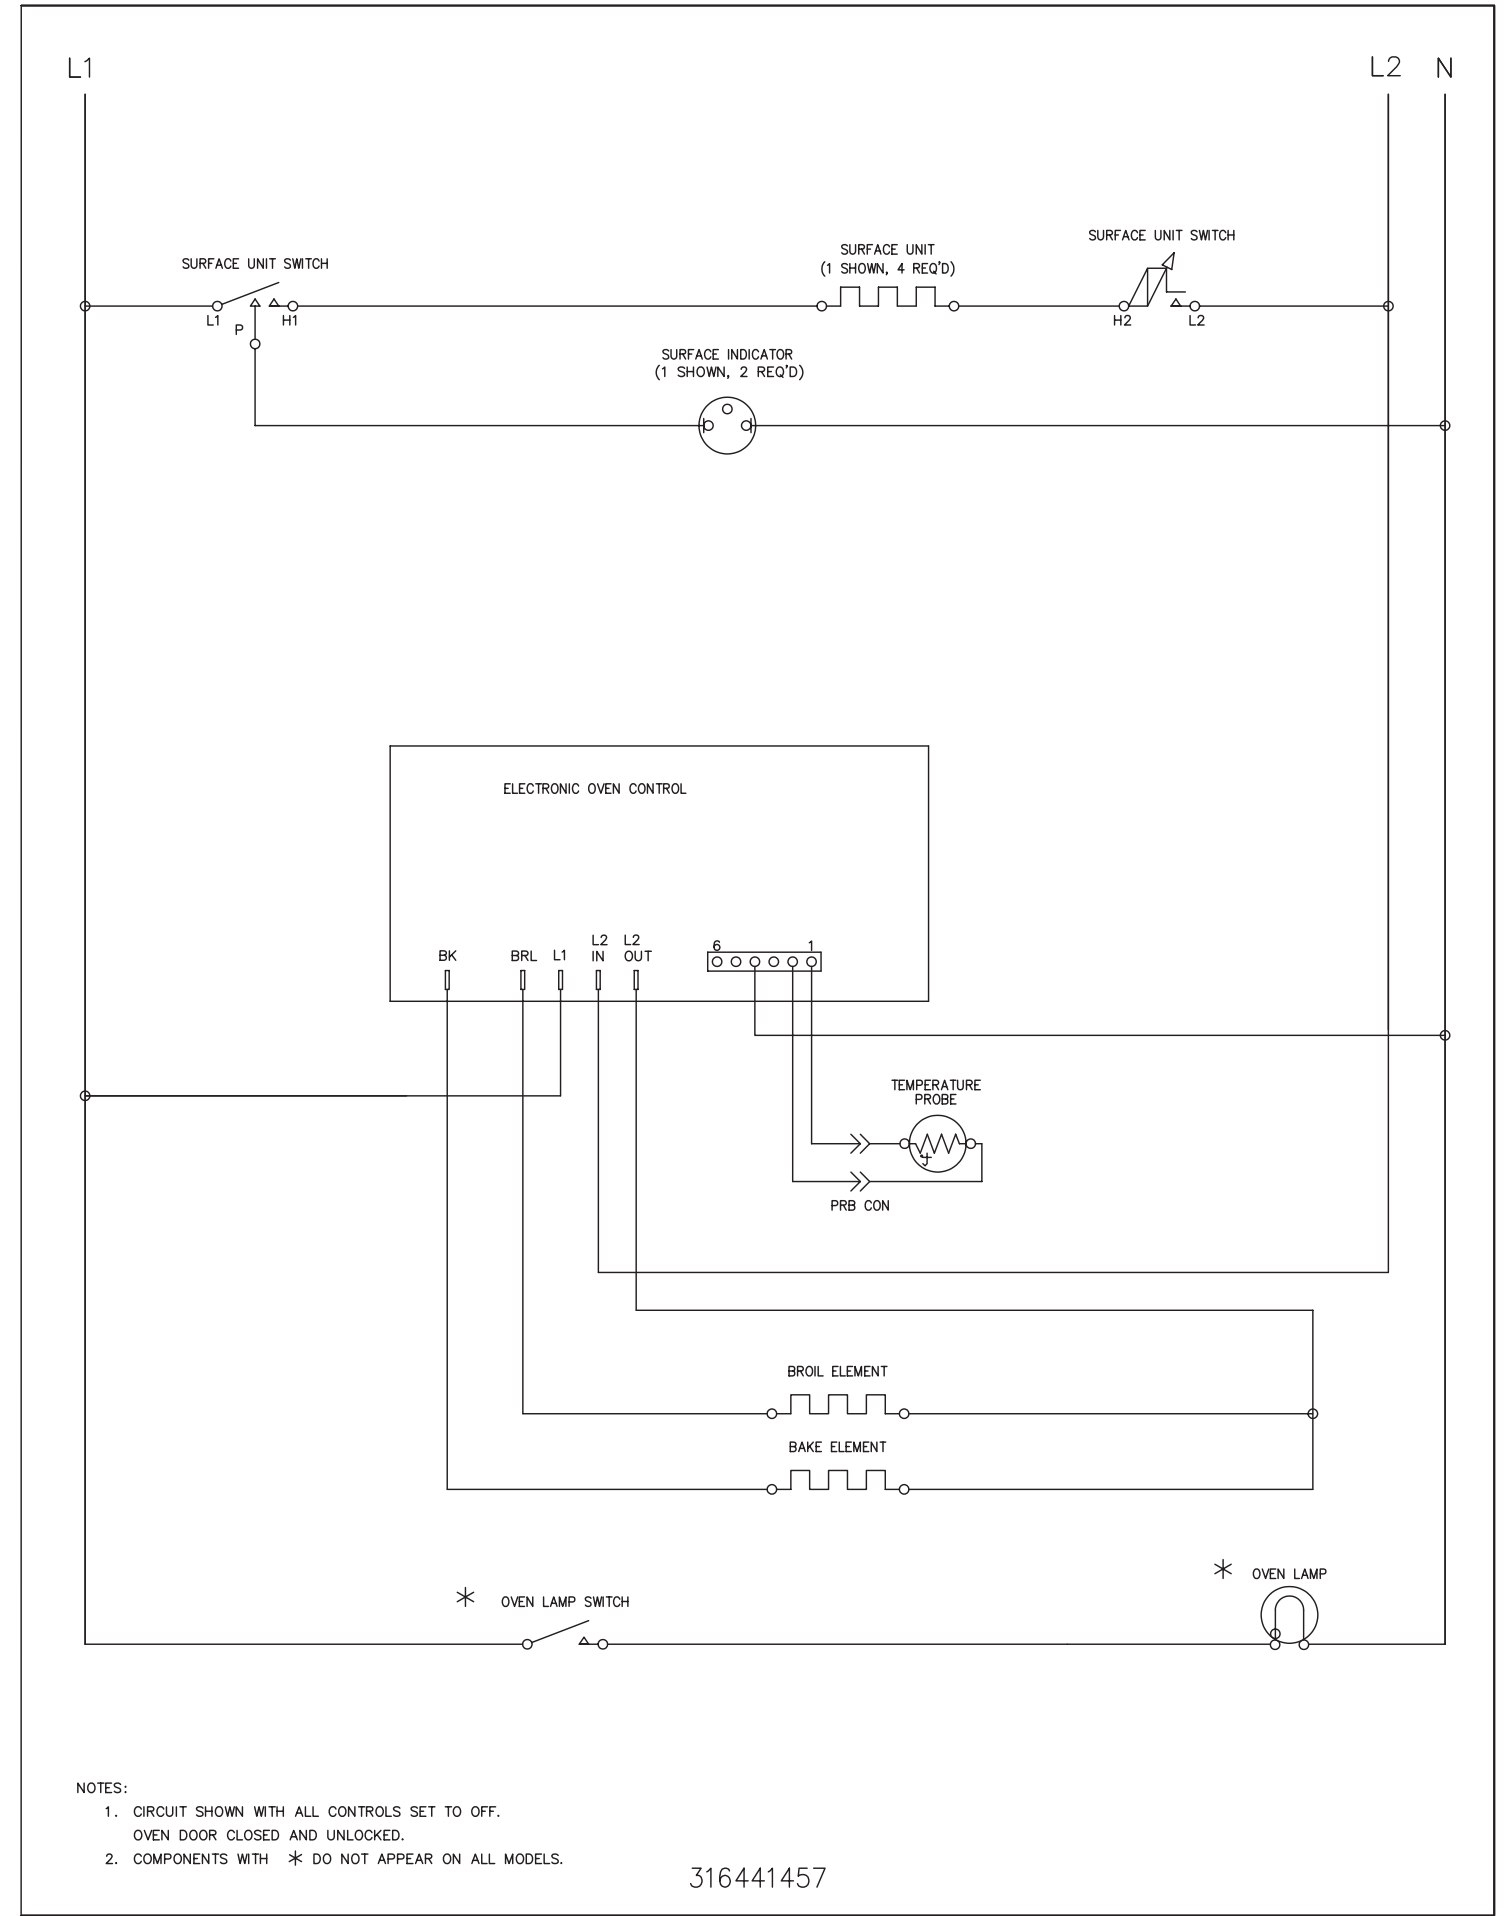 L1
L2 N
SURFACE UNIT SWITCH
SURFACE UNIT
(1 SHOWN, 4 REQ'D)
SURFACE UNIT SWITCH
L1
P
H1
H2
L2
SURFACE INDICATOR
(1 SHOWN, 2 REQ'D)
ELECTRONIC OVEN CONTROL
BK
BRL
L1
L2
IN
L2
OUT
6
1
TEMPERATURE
PROBE
PRB CON
BROIL ELEMENT
BAKE ELEMENT
* OVEN LAMP SWITCH
* OVEN LAMP
NOTES:
1. CIRCUIT SHOWN WITH ALL CONTROLS SET TO OFF.
OVEN DOOR CLOSED AND UNLOCKED.
2. COMPONENTS WITH * DO NOT APPEAR ON ALL MODELS.
316441457